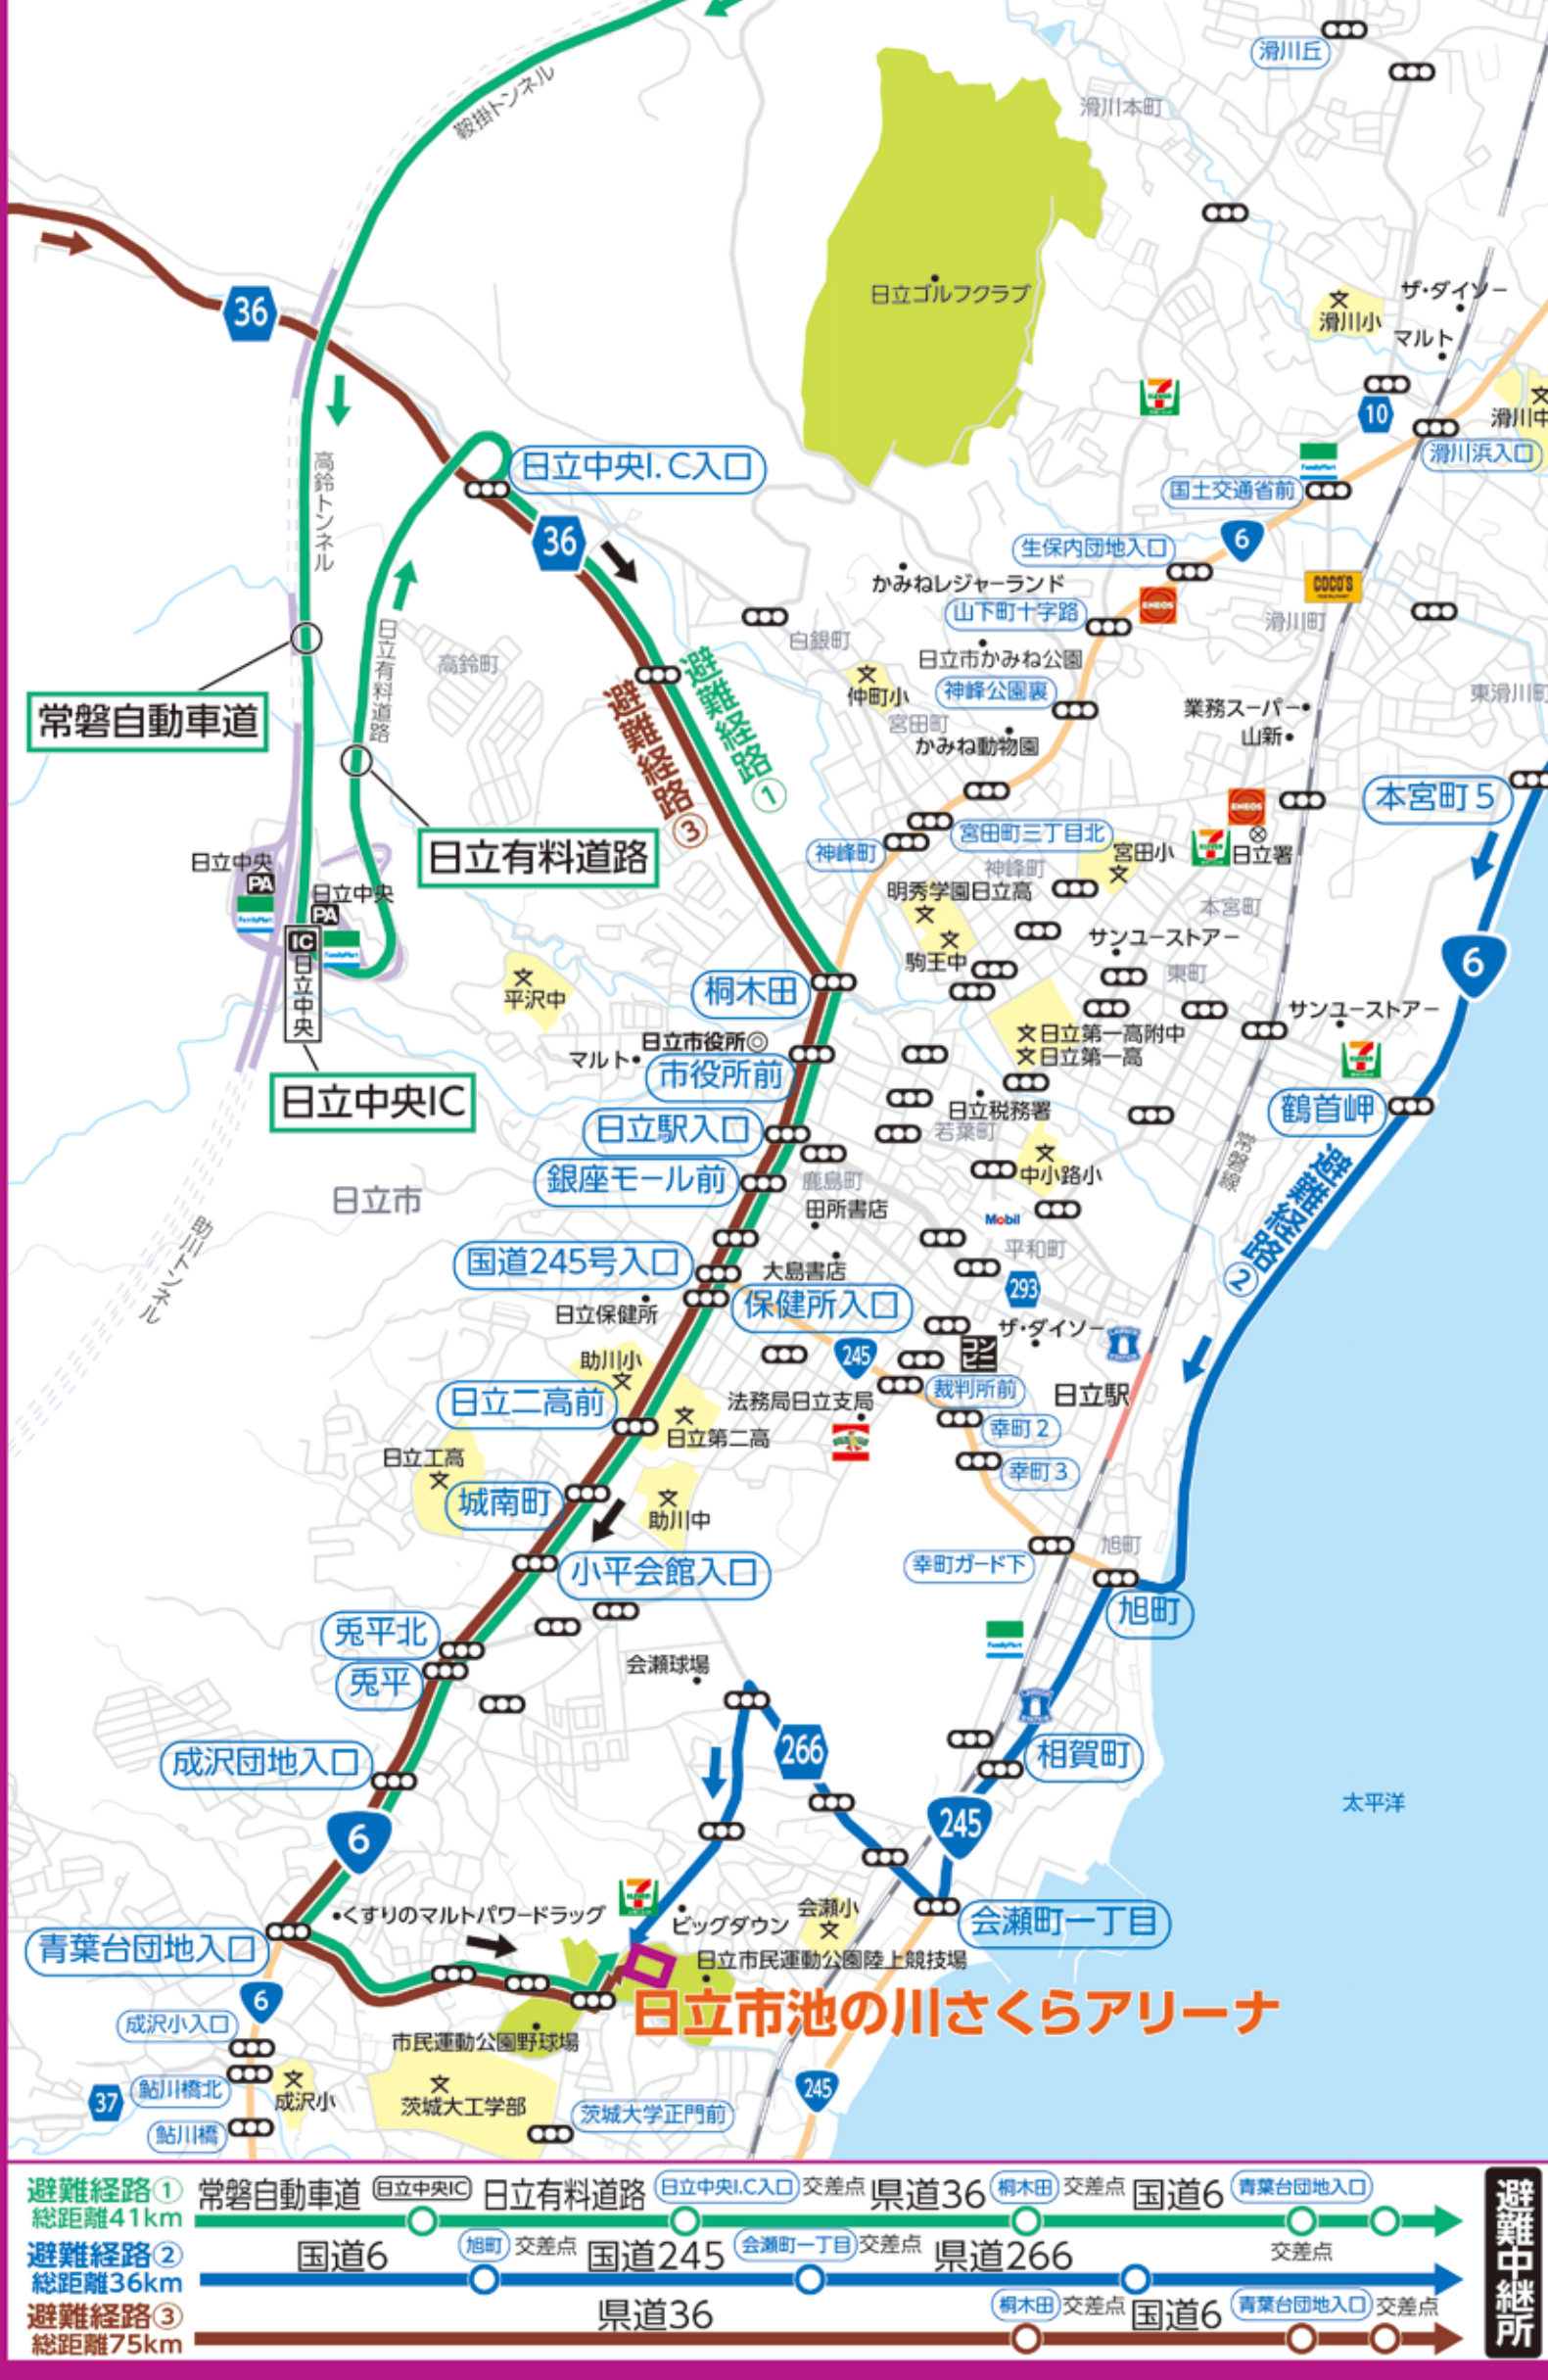 鞍掛トンネル
滑川丘
滑川本町
36
日立ゴルフクラブ
滑川小
ザ・ダイソー
マルト
10
滑川中
滑川浜入口
高鈴トンネル
日立中央I.C入口
36
国土交通省前
6
生保内団地入口
かみねレジャーランド
ENEOS
COCO'S
山下町十字路
滑川町
日立有料道路
高鈴町
白銀町
日立市かみね公園
仲町小
神峰公園裏
東滑川町
常磐自動車道
避難経路①
避難経路③
宮田町
かみね動物園
業務スーパー
山新
本宮町5
ENEOS
日立有料道路
神峰町
宮田町三丁目北
神峰町
宮田小
日立署
日立中央
PA
FamilyMart
日立中央
PA
FamilyMart
IC
日立中央
明秀学園日立高
本宮町
駒王中
サンユーストアー
東町
6
平沢中
桐木田
サンユーストアー
日立市役所
マルト
市役所前
日立第一高附中
日立第一高
日立中央IC
日立駅入口
日立税務署
若葉町
鶴首岬
常磐線
避難経路②
銀座モール前
鹿島町
中小路小
日立市
田所書店
Mobil
平和町
助川トンネル
国道245号入口
大島書店
293
日立保健所
保健所入口
ザ・ダイソー
245
コンビニ
助川小
日立二高前
法務局日立支局
裁判所前
日立駅
日立第二高
幸町2
日立工高
幸町3
城南町
助川中
小平会館入口
幸町ガード下
旭町
旭町
兎平北
兎平
FamilyMart
会瀬球場
成沢団地入口
266
相賀町
太平洋
6
245
くすりのマルトパワードラッグ
ビッグダウン
会瀬小
会瀬町一丁目
青葉台団地入口
日立市民運動公園陸上競技場
日立市池の川さくらアリーナ
6
成沢小入口
市民運動公園野球場
37
鮎川橋北
成沢小
茨城大工学部
245
鮎川橋
茨城大学正門前
避難経路① 総距離41km 常磐自動車道 日立中央IC 日立有料道路 日立中央I.C入口 交差点 県道36 桐木田 交差点 国道6 青葉台団地入口 交差点
避難経路② 総距離36km 国道6 旭町 交差点 国道245 会瀬町一丁目 交差点 県道266
避難経路③ 総距離75km 県道36 桐木田 交差点 国道6 青葉台団地入口 交差点
避難中継所